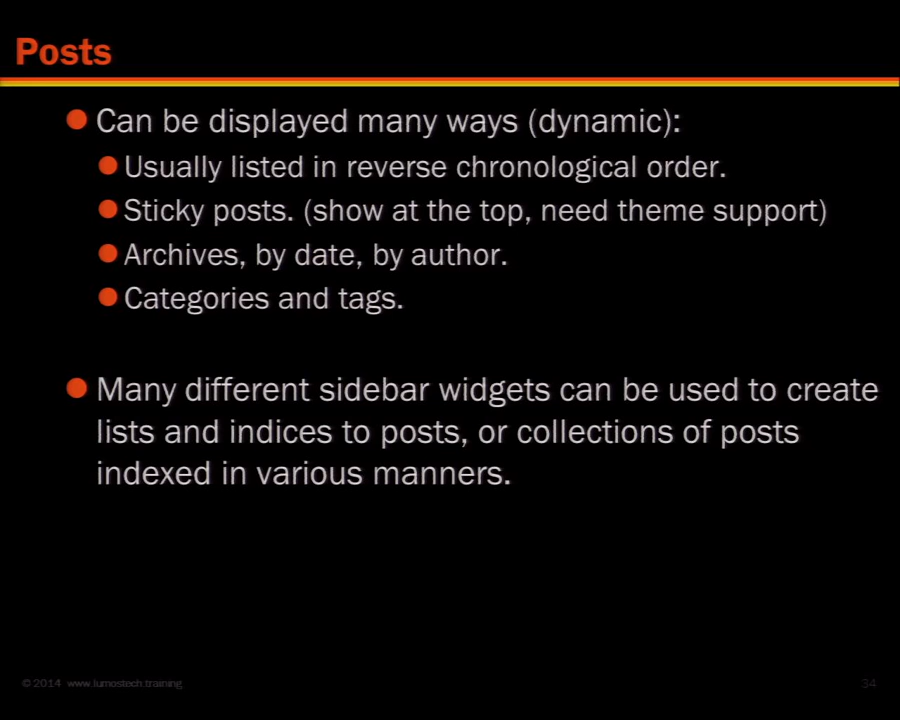 Posts
Can be displayed many ways (dynamic):
Usually listed in reverse chronological order.
Sticky posts. (show at the top, need theme support)
Archives, by date, by author.
Categories and tags.
Many different sidebar widgets can be used to create
lists and indices to posts, or collections of posts
indexed in various manners.
© 2014 www.lumostech.training
34